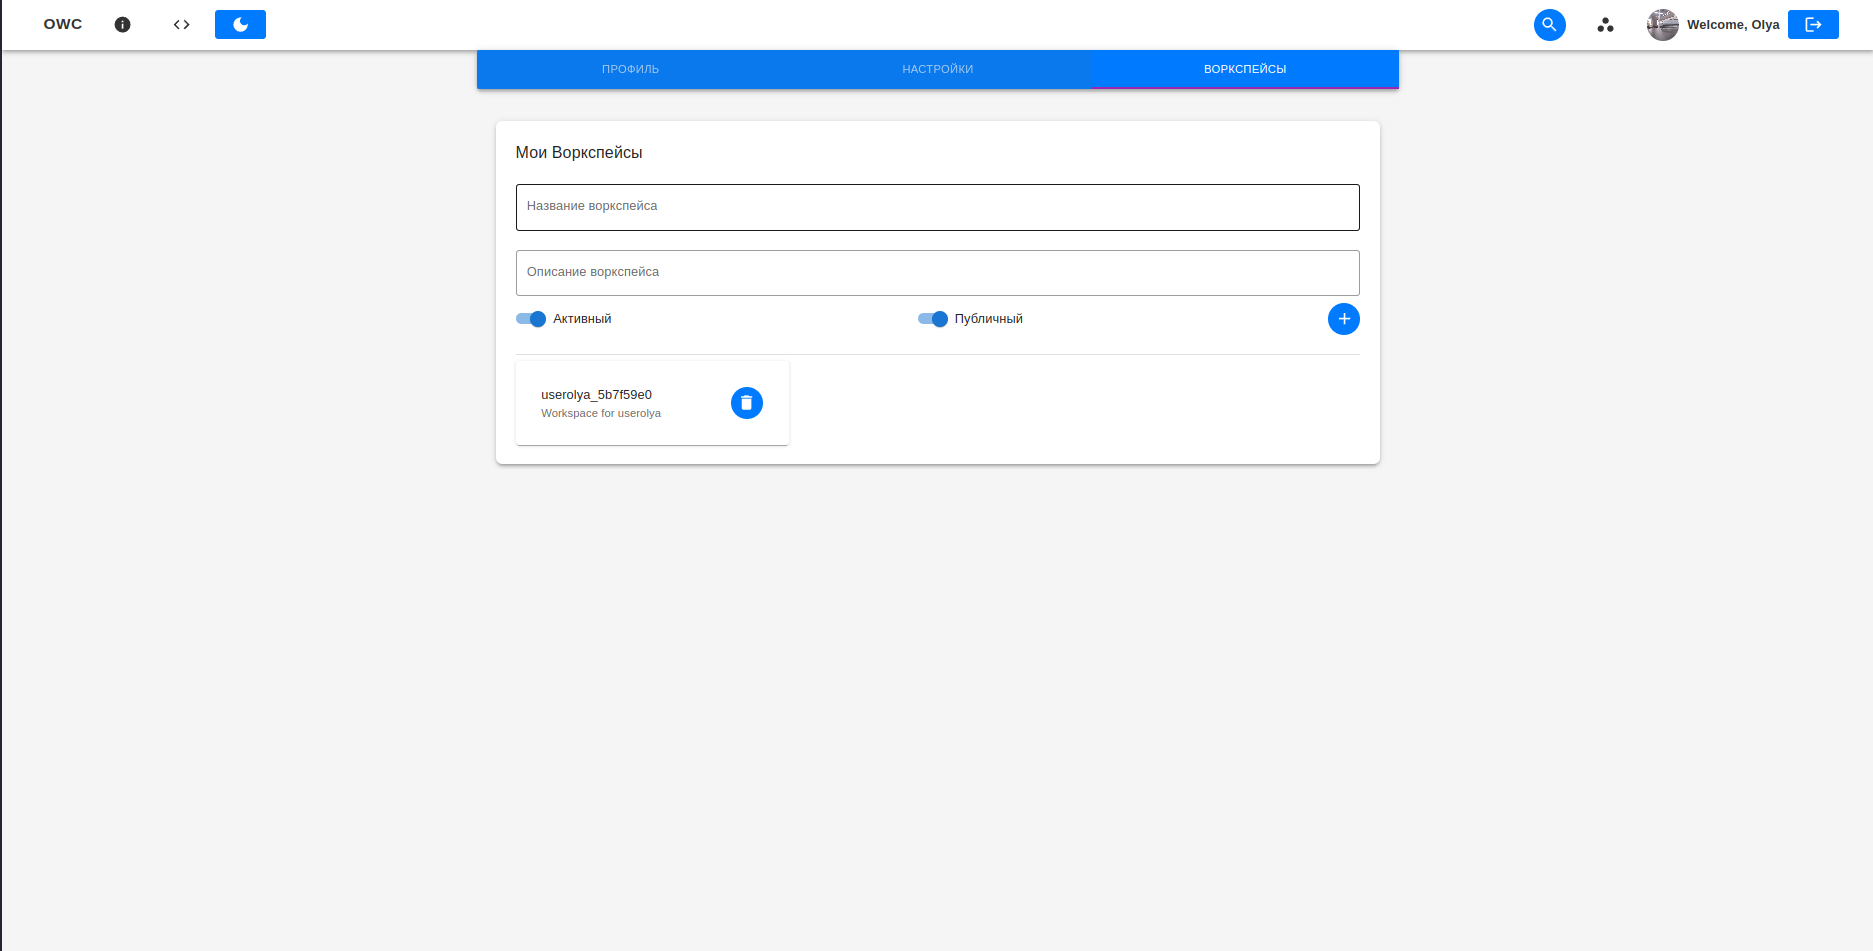 OWC
Welcome, Olya
ПРОФИЛЬ
НАСТРОЙКИ
ВОРКСПЕЙСЫ
Мои Воркспейсы
Название воркспейса
Описание воркспейса
Активный
Публичный
userolya_5b7f59e0
Workspace for userolya